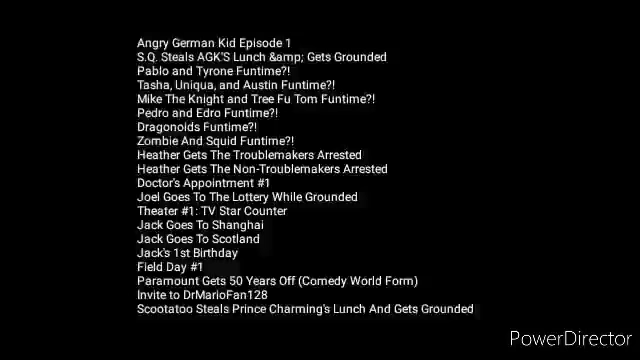 Angry German Kid Episode 1
S.Q. Steals AGK'S Lunch &amp; Gets Grounded
Pablo and Tyrone Funtime?!
Tasha, Uniqua, and Austin Funtime?!
Mike The Knight and Tree Fu Tom Funtime?!
Pedro and Edro Funtime?!
Dragonoids Funtime?!
Zombie And Squid Funtime?!
Heather Gets The Troublemakers Arrested
Heather Gets The Non-Troublemakers Arrested
Doctor's Appointment #1
Joel Goes To The Lottery While Grounded
Theater #1: TV Star Counter
Jack Goes To Shanghai
Jack Goes To Scotland
Jack's 1st Birthday
Field Day #1
Paramount Gets 50 Years Off (Comedy World Form)
Invite to DrMarioFan128
Scootatoo Steals Prince Charming's Lunch And Gets Grounded
PowerDirector